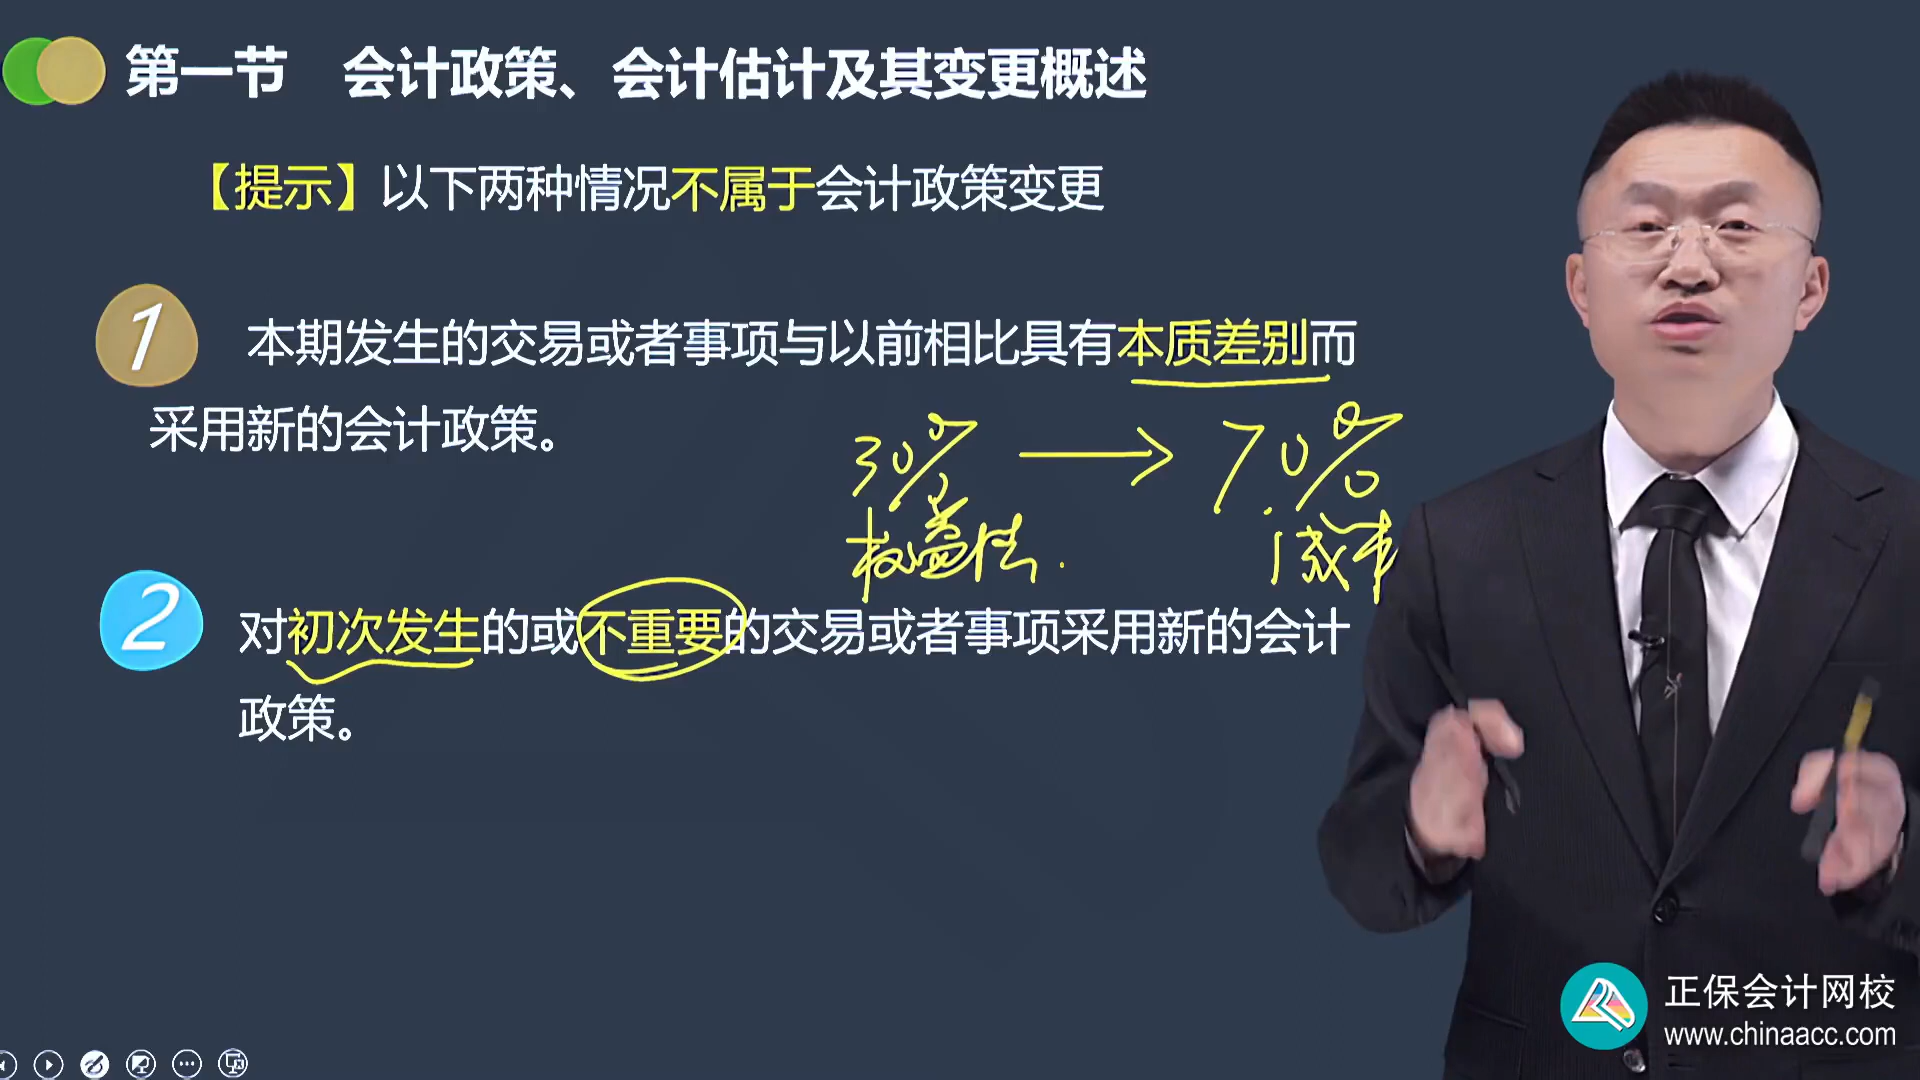 第一节 会计政策、会计估计及其变更概述
【提示】以下两种情况不属于会计政策变更
1 本期发生的交易或者事项与以前相比具有本质差别而
采用新的会计政策。
30% → 70%
权益性. 成本
2 对初次发生的或不重要的交易或者事项采用新的会计
政策。
正保会计网校
www.chinaacc.com